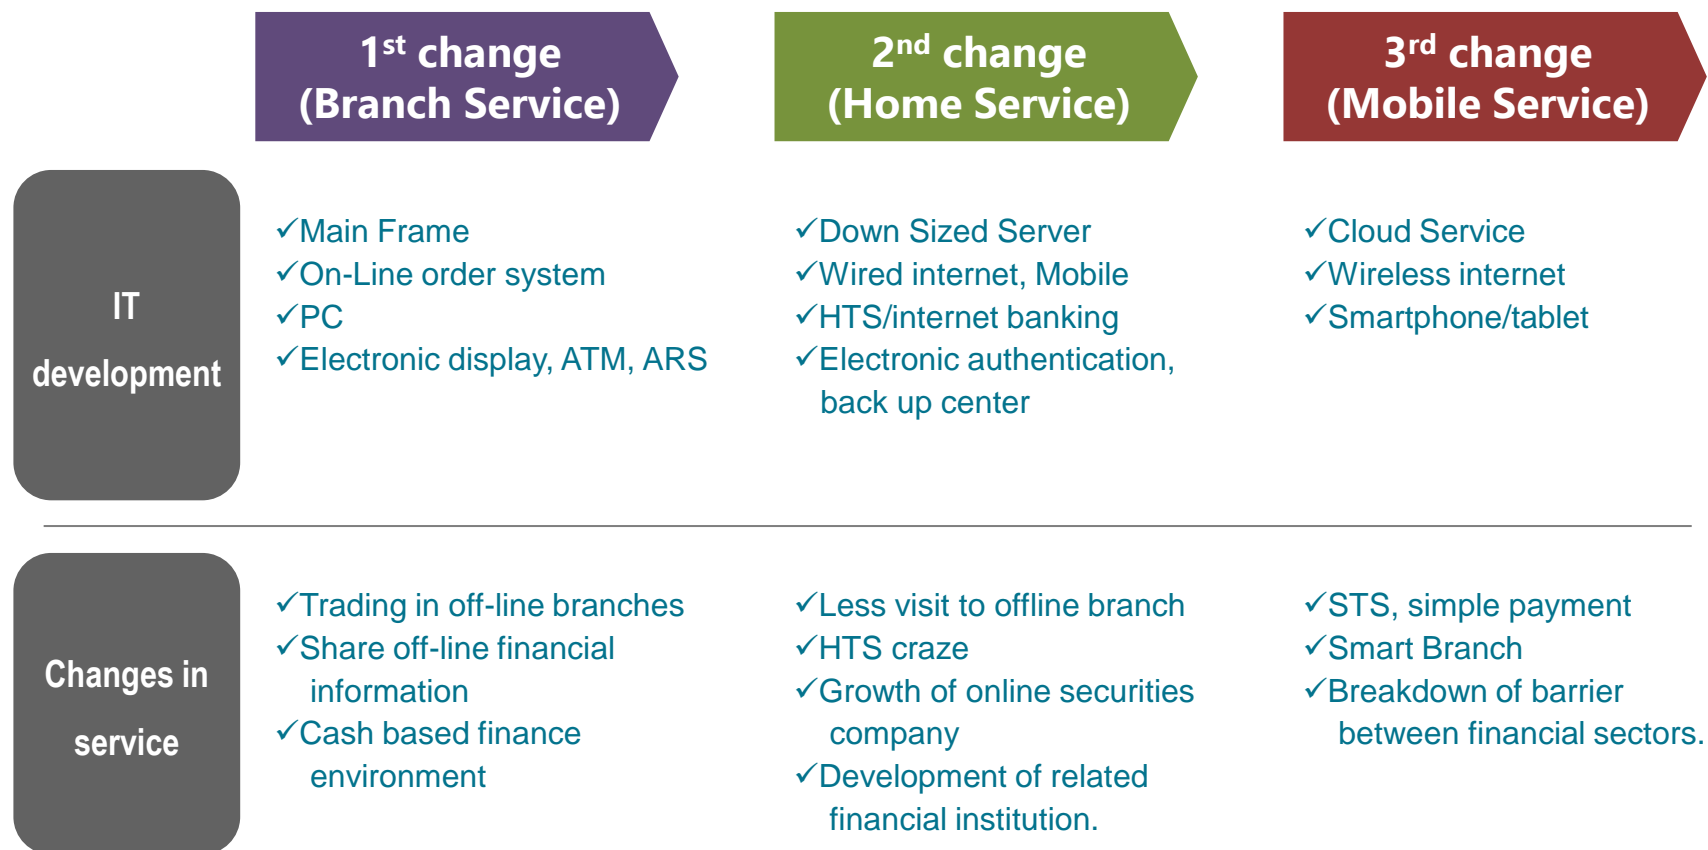 1st change
(Branch Service)
2nd change
(Home Service)
3rd change
(Mobile Service)
IT
development
✓Main Frame
✓On-Line order system
✓PC
✓Electronic display, ATM, ARS
✓Down Sized Server
✓Wired internet, Mobile
✓HTS/internet banking
✓Electronic authentication,
back up center
✓Cloud Service
✓Wireless internet
✓Smartphone/tablet
Changes in
service
✓Trading in off-line branches
✓Share off-line financial
information
✓Cash based finance
environment
✓Less visit to offline branch
✓HTS craze
✓Growth of online securities
company
✓Development of related
financial institution.
✓STS, simple payment
✓Smart Branch
✓Breakdown of barrier
between financial sectors.